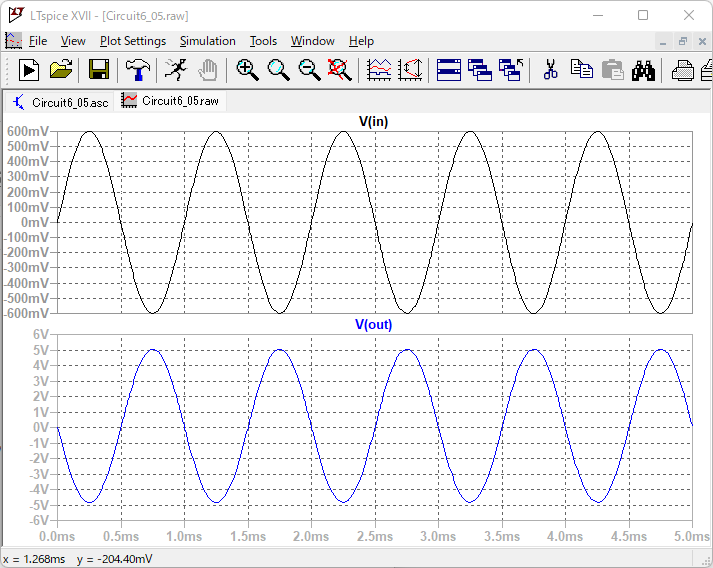 LTspice XVII - [Circuit6_05.raw]
File View Plot Settings Simulation Tools Window Help
Circuit6_05.asc Circuit6_05.raw
V(in)
600mV
500mV
400mV
300mV
200mV
100mV
0mV
-100mV
-200mV
-300mV
-400mV
-500mV
-600mV
V(out)
6V
5V
4V
3V
2V
1V
0V
-1V
-2V
-3V
-4V
-5V
-6V
0.0ms 0.5ms 1.0ms 1.5ms 2.0ms 2.5ms 3.0ms 3.5ms 4.0ms 4.5ms 5.0ms
x = 1.268ms y = -204.40mV